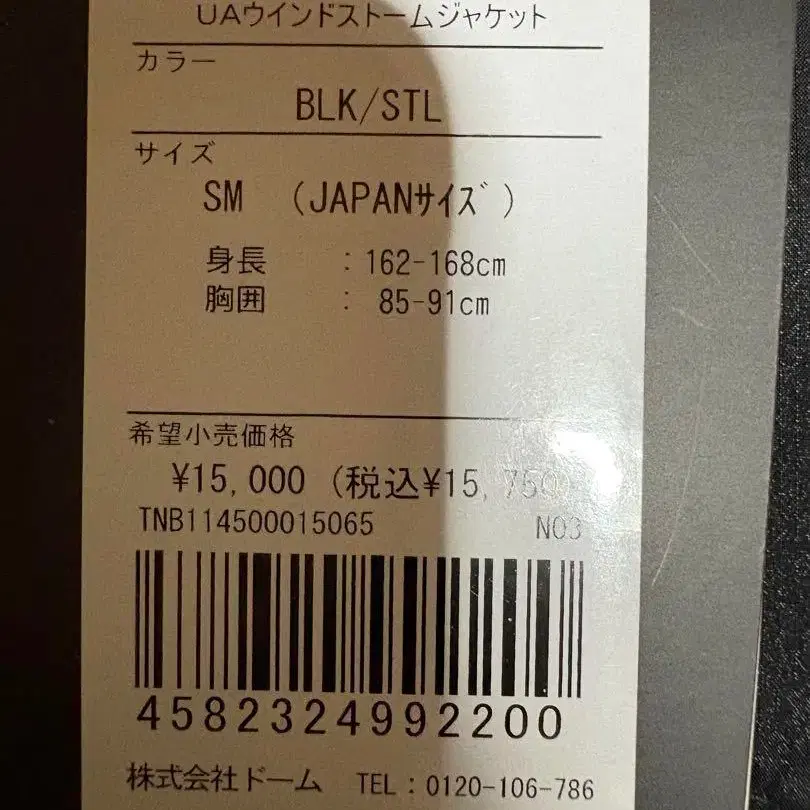 UAウインドストームジャケット
カラー
BLK/STL
サイズ
SM （JAPANｻｲｽﾞ）
身長 : 162-168cm
胸囲 : 85-91cm
希望小売価格
¥15,000 (税込¥15,750)
TNB114500015065 N03
4582324992200
株式会社ドーム TEL：0120-106-786